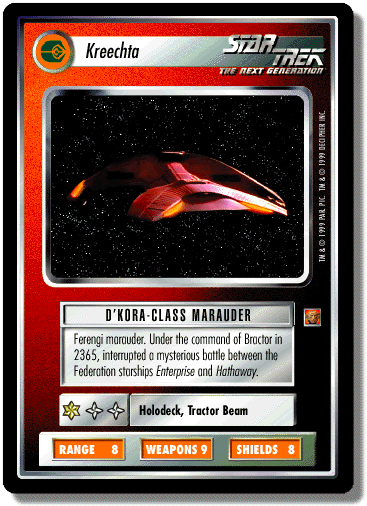 Kreechta
STAR TREK
THE NEXT GENERATION
TM & © 1999 PAR. PIC. TM & © 1999 DECIPHER INC.
D'KORA-CLASS MARAUDER
Ferengi marauder. Under the command of Bractor in
2365, interrupted a mysterious battle between the
Federation starships Enterprise and Hathaway.
Holodeck, Tractor Beam
RANGE 8 WEAPONS 9 SHIELDS 8